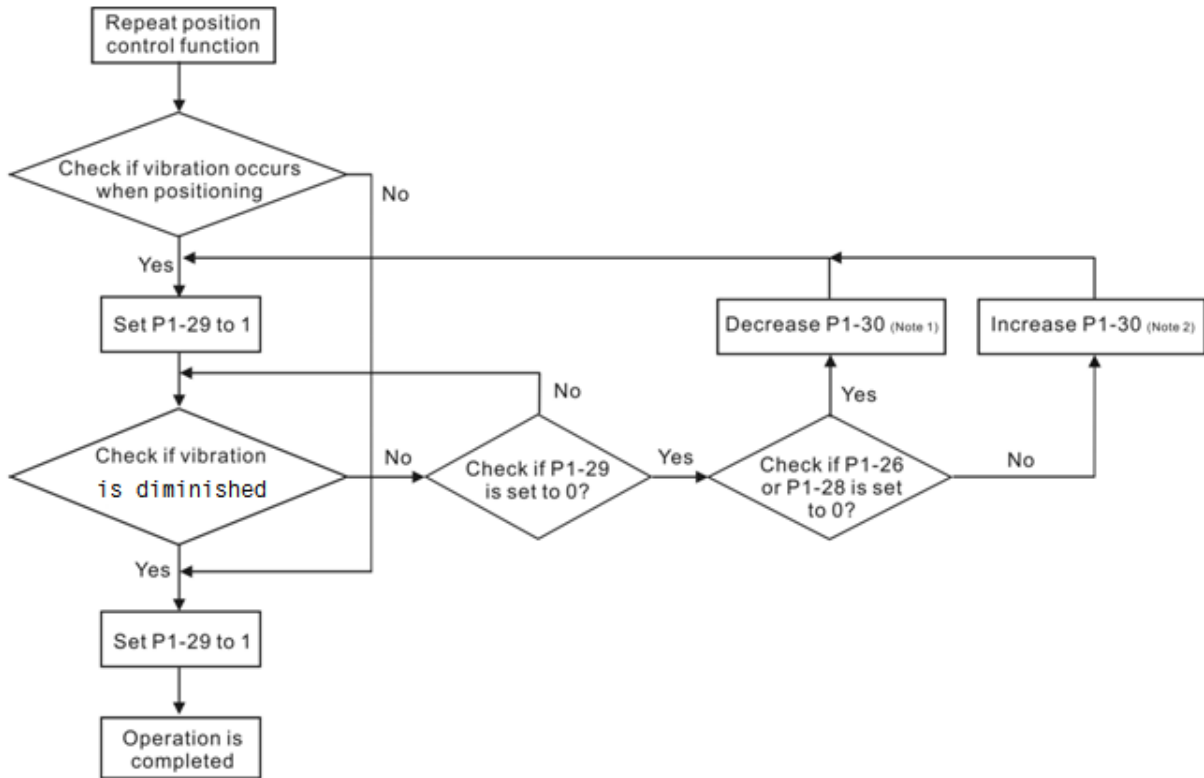 Repeat position
control function
Check if vibration occurs
when positioning
No
Yes
Set P1-29 to 1
Decrease P1-30 (Note 1)
Increase P1-30 (Note 2)
No
Yes
Check if vibration
is diminished
No
Check if P1-29
is set to 0?
Yes
Check if P1-26
or P1-28 is set
to 0?
No
Yes
Set P1-29 to 1
Operation is
completed